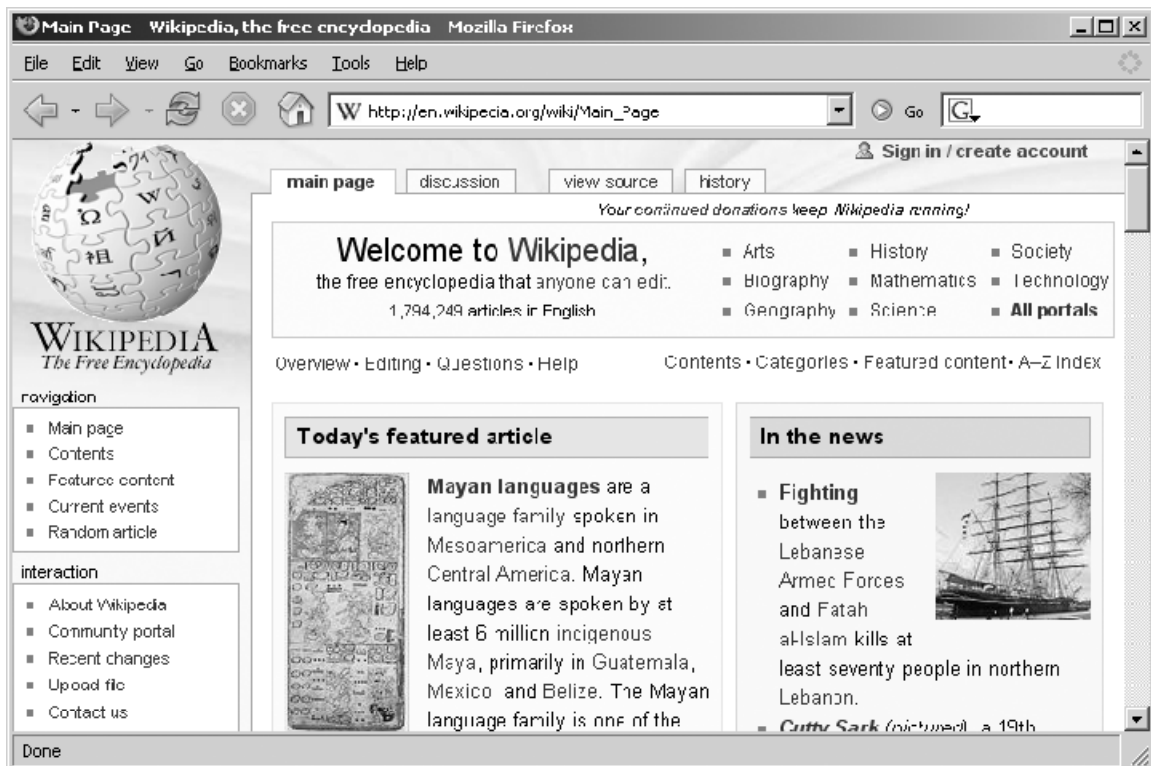 Main Page Wikipedia, the free encyclopedia Mozilla Firefox
File Edit View Go Bookmarks Tools Help
W http://en.wikipedia.org/wiki/Main_Page Go G
Sign in / create account
main page discussion view source history
Your continued donations keep Wikipedia running!
Welcome to Wikipedia,
the free encyclopedia that anyone can edit.
1,794,249 articles in English
Arts History Society
Biography Mathematics Technology
Geography Science All portals
WIKIPEDIA
The Free Encyclopedia
Overview · Editing · Questions · Help
Contents · Categories · Featured content · A–Z Index
navigation
Main page
Contents
Featured content
Current events
Random article
interaction
About Wikipedia
Community portal
Recent changes
Upload file
Contact us
Today's featured article
Mayan languages are a
language family spoken in
Mesoamerica and northern
Central America. Mayan
languages are spoken by at
least 6 million indigenous
Maya, primarily in Guatemala,
Mexico and Belize. The Mayan
language family is one of the
In the news
Fighting
between the
Lebanese
Armed Forces
and Fatah
al-Islam kills at
least seventy people in northern
Lebanon.
Cutty Sark (pictured), a 19th
Done